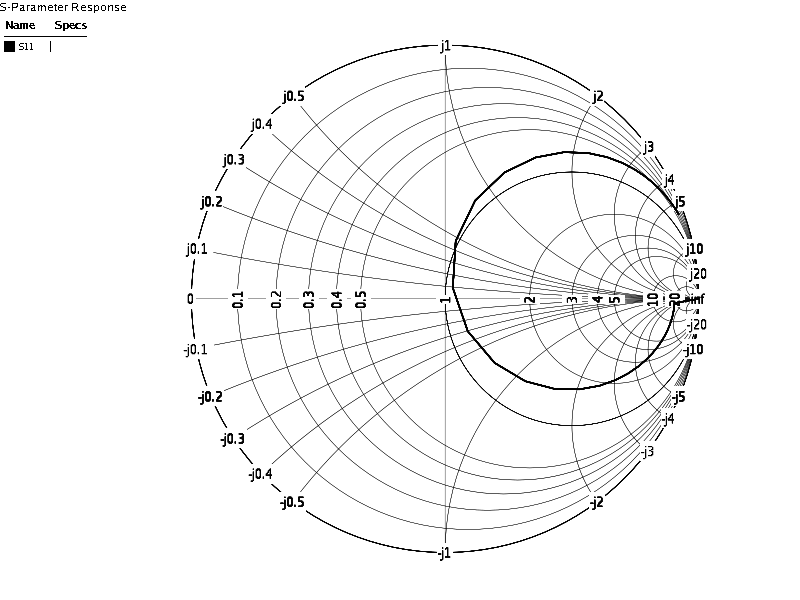 S-Parameter Response
Name Specs
S11
j1
j0.5 j2
j0.4
j0.3 j3
j4
j0.2 j5
j0.1 j10
j20
0 0.1 0.2 0.3 0.4 0.5 1 2 3 4 5 10 20 inf
-j20
-j0.1 -j10
-j0.2 -j5
-j4
-j0.3 -j3
-j0.4
-j0.5 -j2
-j1